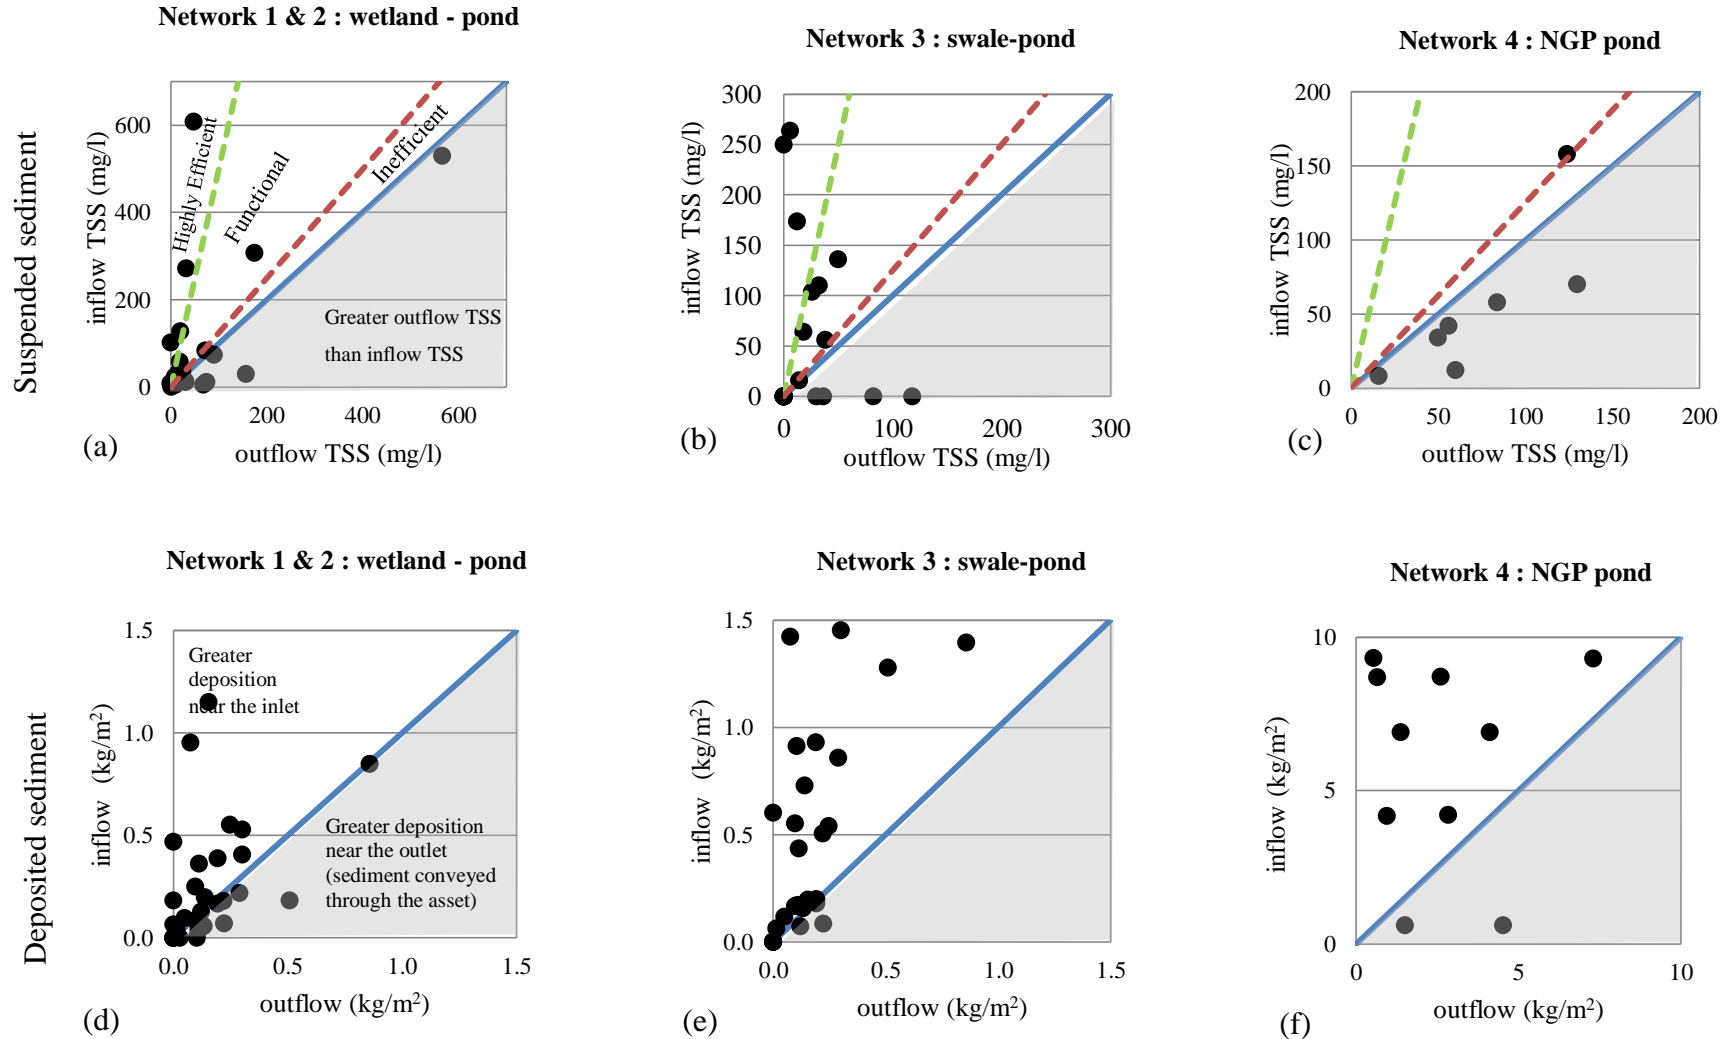 Network 1 & 2 : wetland - pond
Network 3 : swale-pond
Network 4 : NGP pond
Suspended sediment
inflow TSS (mg/l)
600
400
200
0
0
200
400
600
outflow TSS (mg/l)
Highly Efficient
Functional
Inefficient
Greater outflow TSS
than inflow TSS
(a)
inflow TSS (mg/l)
300
250
200
150
100
50
0
0
100
200
300
outflow TSS (mg/l)
(b)
inflow TSS (mg/l)
200
150
100
50
0
0
50
100
150
200
outflow TSS (mg/l)
(c)
Network 1 & 2 : wetland - pond
Network 3 : swale-pond
Network 4 : NGP pond
Deposited sediment
inflow (kg/m²)
1.5
1.0
0.5
0.0
0.0
0.5
1.0
1.5
outflow (kg/m²)
Greater
deposition
near the inlet
Greater deposition
near the outlet
(sediment conveyed
through the asset)
(d)
inflow (kg/m²)
1.5
1.0
0.5
0.0
0.0
0.5
1.0
1.5
outflow (kg/m²)
(e)
inflow (kg/m²)
10
5
0
0
5
10
outflow (kg/m²)
(f)